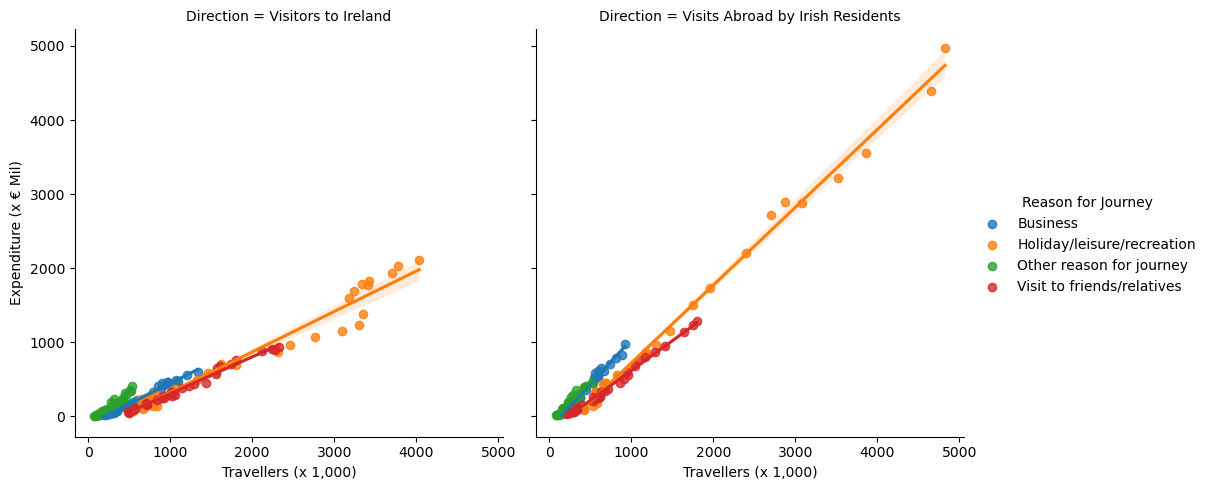 Direction = Visitors to Ireland
Direction = Visits Abroad by Irish Residents
Expenditure (x € Mil)
5000
4000
3000
2000
1000
0
0 1000 2000 3000 4000 5000
0 1000 2000 3000 4000 5000
Travellers (x 1,000)
Travellers (x 1,000)
Reason for Journey
Business
Holiday/leisure/recreation
Other reason for journey
Visit to friends/relatives